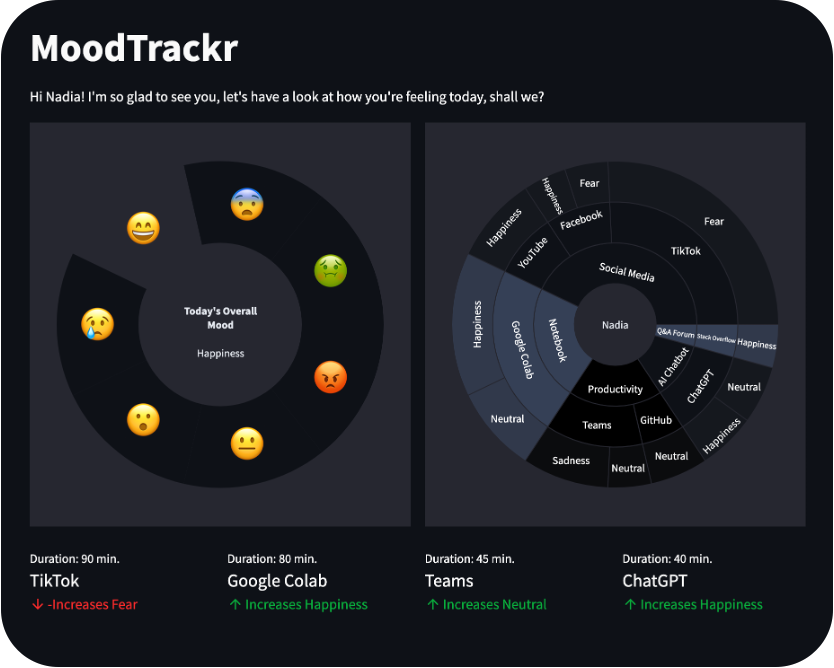 MoodTrackr
Hi Nadia! I'm so glad to see you, let's have a look at how you're feeling today, shall we?
Today's Overall
Mood
Happiness
Happiness
Fear
Happiness
Facebook
Fear
YouTube
TikTok
Social Media
Happiness
Google Colab
Notebook
Nadia
Q&A Forum
Stack Overflow
Happiness
AI Chatbot
ChatGPT
Neutral
Happiness
Productivity
Neutral
Teams
GitHub
Sadness
Neutral
Neutral
Duration: 90 min.
TikTok
↓ -Increases Fear
Duration: 80 min.
Google Colab
↑ Increases Happiness
Duration: 45 min.
Teams
↑ Increases Neutral
Duration: 40 min.
ChatGPT
↑ Increases Happiness